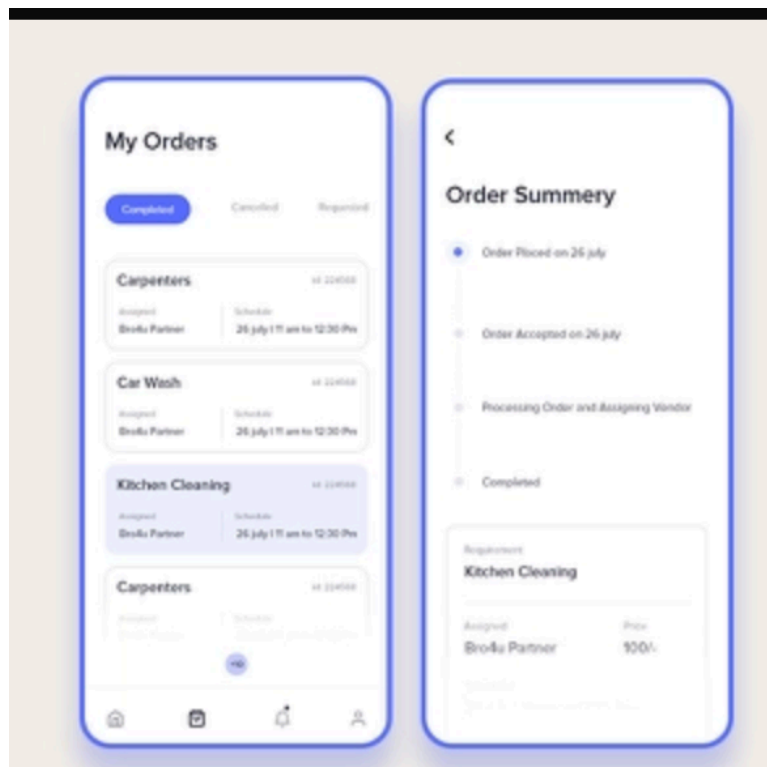 My Orders
Completed Cancelled Requested
Carpenters
Assigned Schedule
Bro4u Partner 26 july | 11 am to 12:30 Pm
Car Wash
Assigned Schedule
Bro4u Partner 26 july | 11 am to 12:30 Pm
Kitchen Cleaning
Assigned Schedule
Bro4u Partner 26 july | 11 am to 12:30 Pm
Carpenters
Order Summery
Order Placed on 26 july
Order Accepted on 26 july
Processing Order and Assigning Vendor
Completed
Requirement
Kitchen Cleaning
Assigned Price
Bro4u Partner 100/-